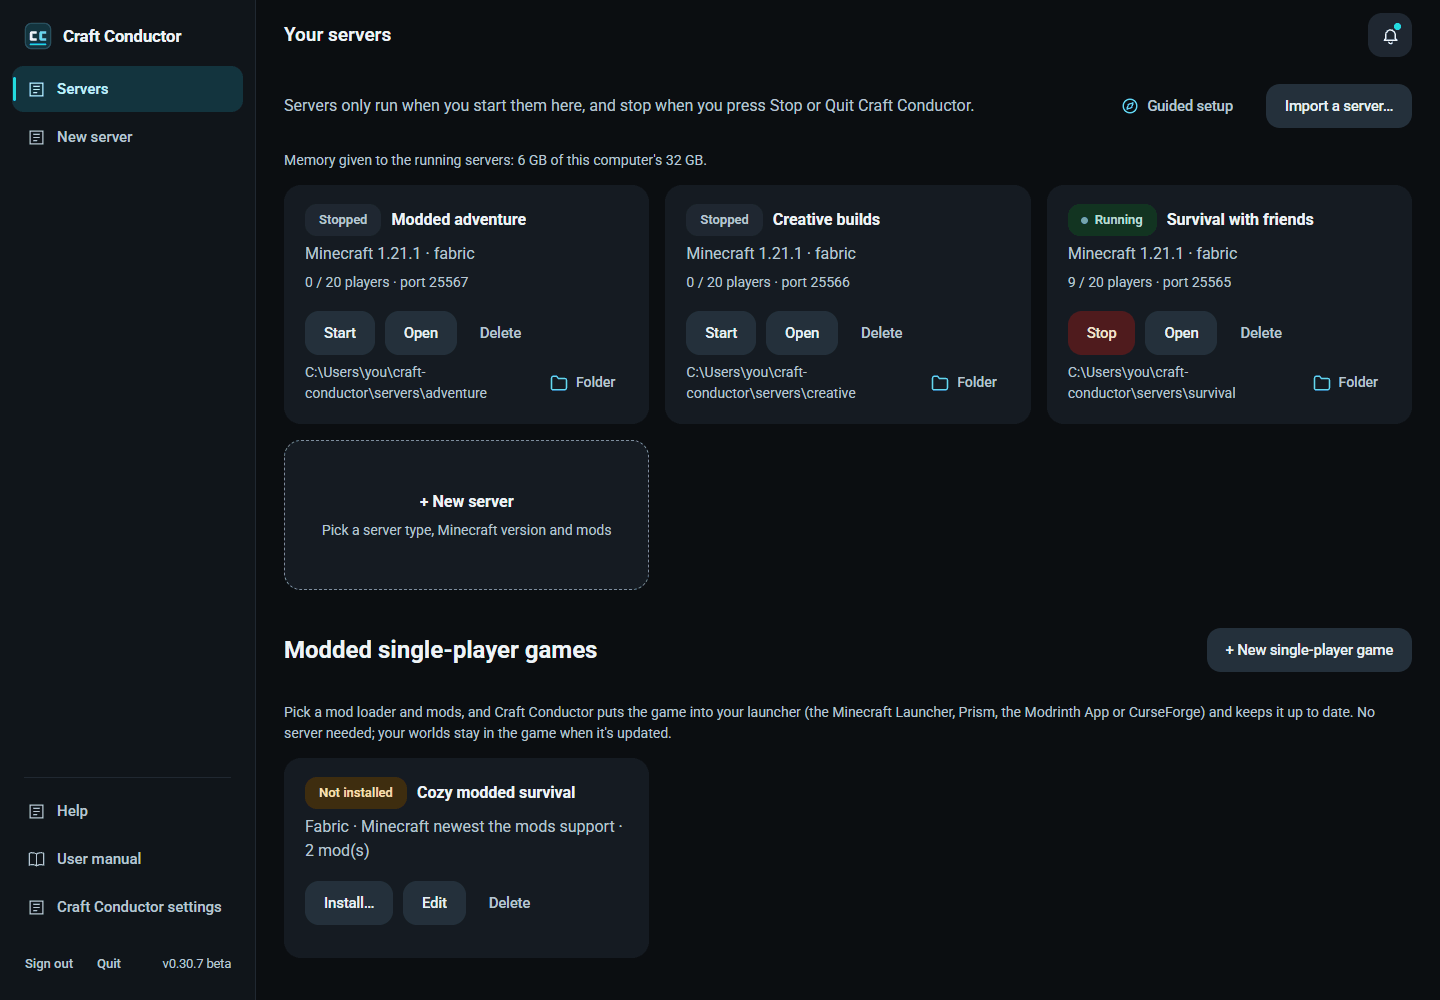 Craft Conductor
Servers
New server
Help
User manual
Craft Conductor settings
Sign out
Quit
v0.30.7 beta
Your servers
Servers only run when you start them here, and stop when you press Stop or Quit Craft Conductor.
Guided setup
Import a server...
Memory given to the running servers: 6 GB of this computer's 32 GB.
Stopped
Modded adventure
Minecraft 1.21.1 · fabric
0 / 20 players · port 25567
Start
Open
Delete
C:\Users\you\craft-
conductor\servers\adventure
Folder
Stopped
Creative builds
Minecraft 1.21.1 · fabric
0 / 20 players · port 25566
Start
Open
Delete
C:\Users\you\craft-
conductor\servers\creative
Folder
Running
Survival with friends
Minecraft 1.21.1 · fabric
9 / 20 players · port 25565
Stop
Open
Delete
C:\Users\you\craft-
conductor\servers\survival
Folder
+ New server
Pick a server type, Minecraft version and mods
Modded single-player games
+ New single-player game
Pick a mod loader and mods, and Craft Conductor puts the game into your launcher (the Minecraft Launcher, Prism, the Modrinth App or CurseForge) and keeps it up to date. No
server needed; your worlds stay in the game when it's updated.
Not installed
Cozy modded survival
Fabric · Minecraft newest the mods support ·
2 mod(s)
Install...
Edit
Delete